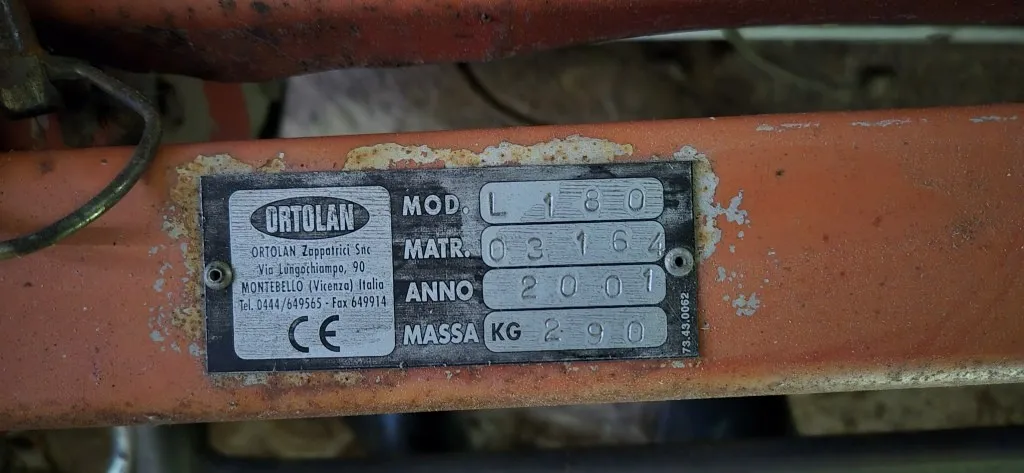 ORTOLAN
ORTOLAN Zappatrici Snc
Via Lungochiampo, 90
MONTEBELLO (Vicenza) Italia
Tel. 0444/649565 - Fax 649914
CE
MOD. L 180
MATR. 03164
ANNO 2001
MASSA KG 290
73.43.0062